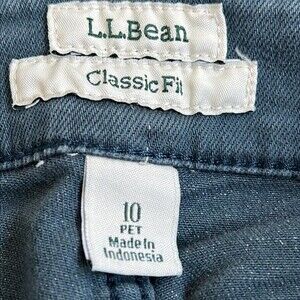 L.L.Bean
Classic Fit
10
PET
Made In
Indonesia